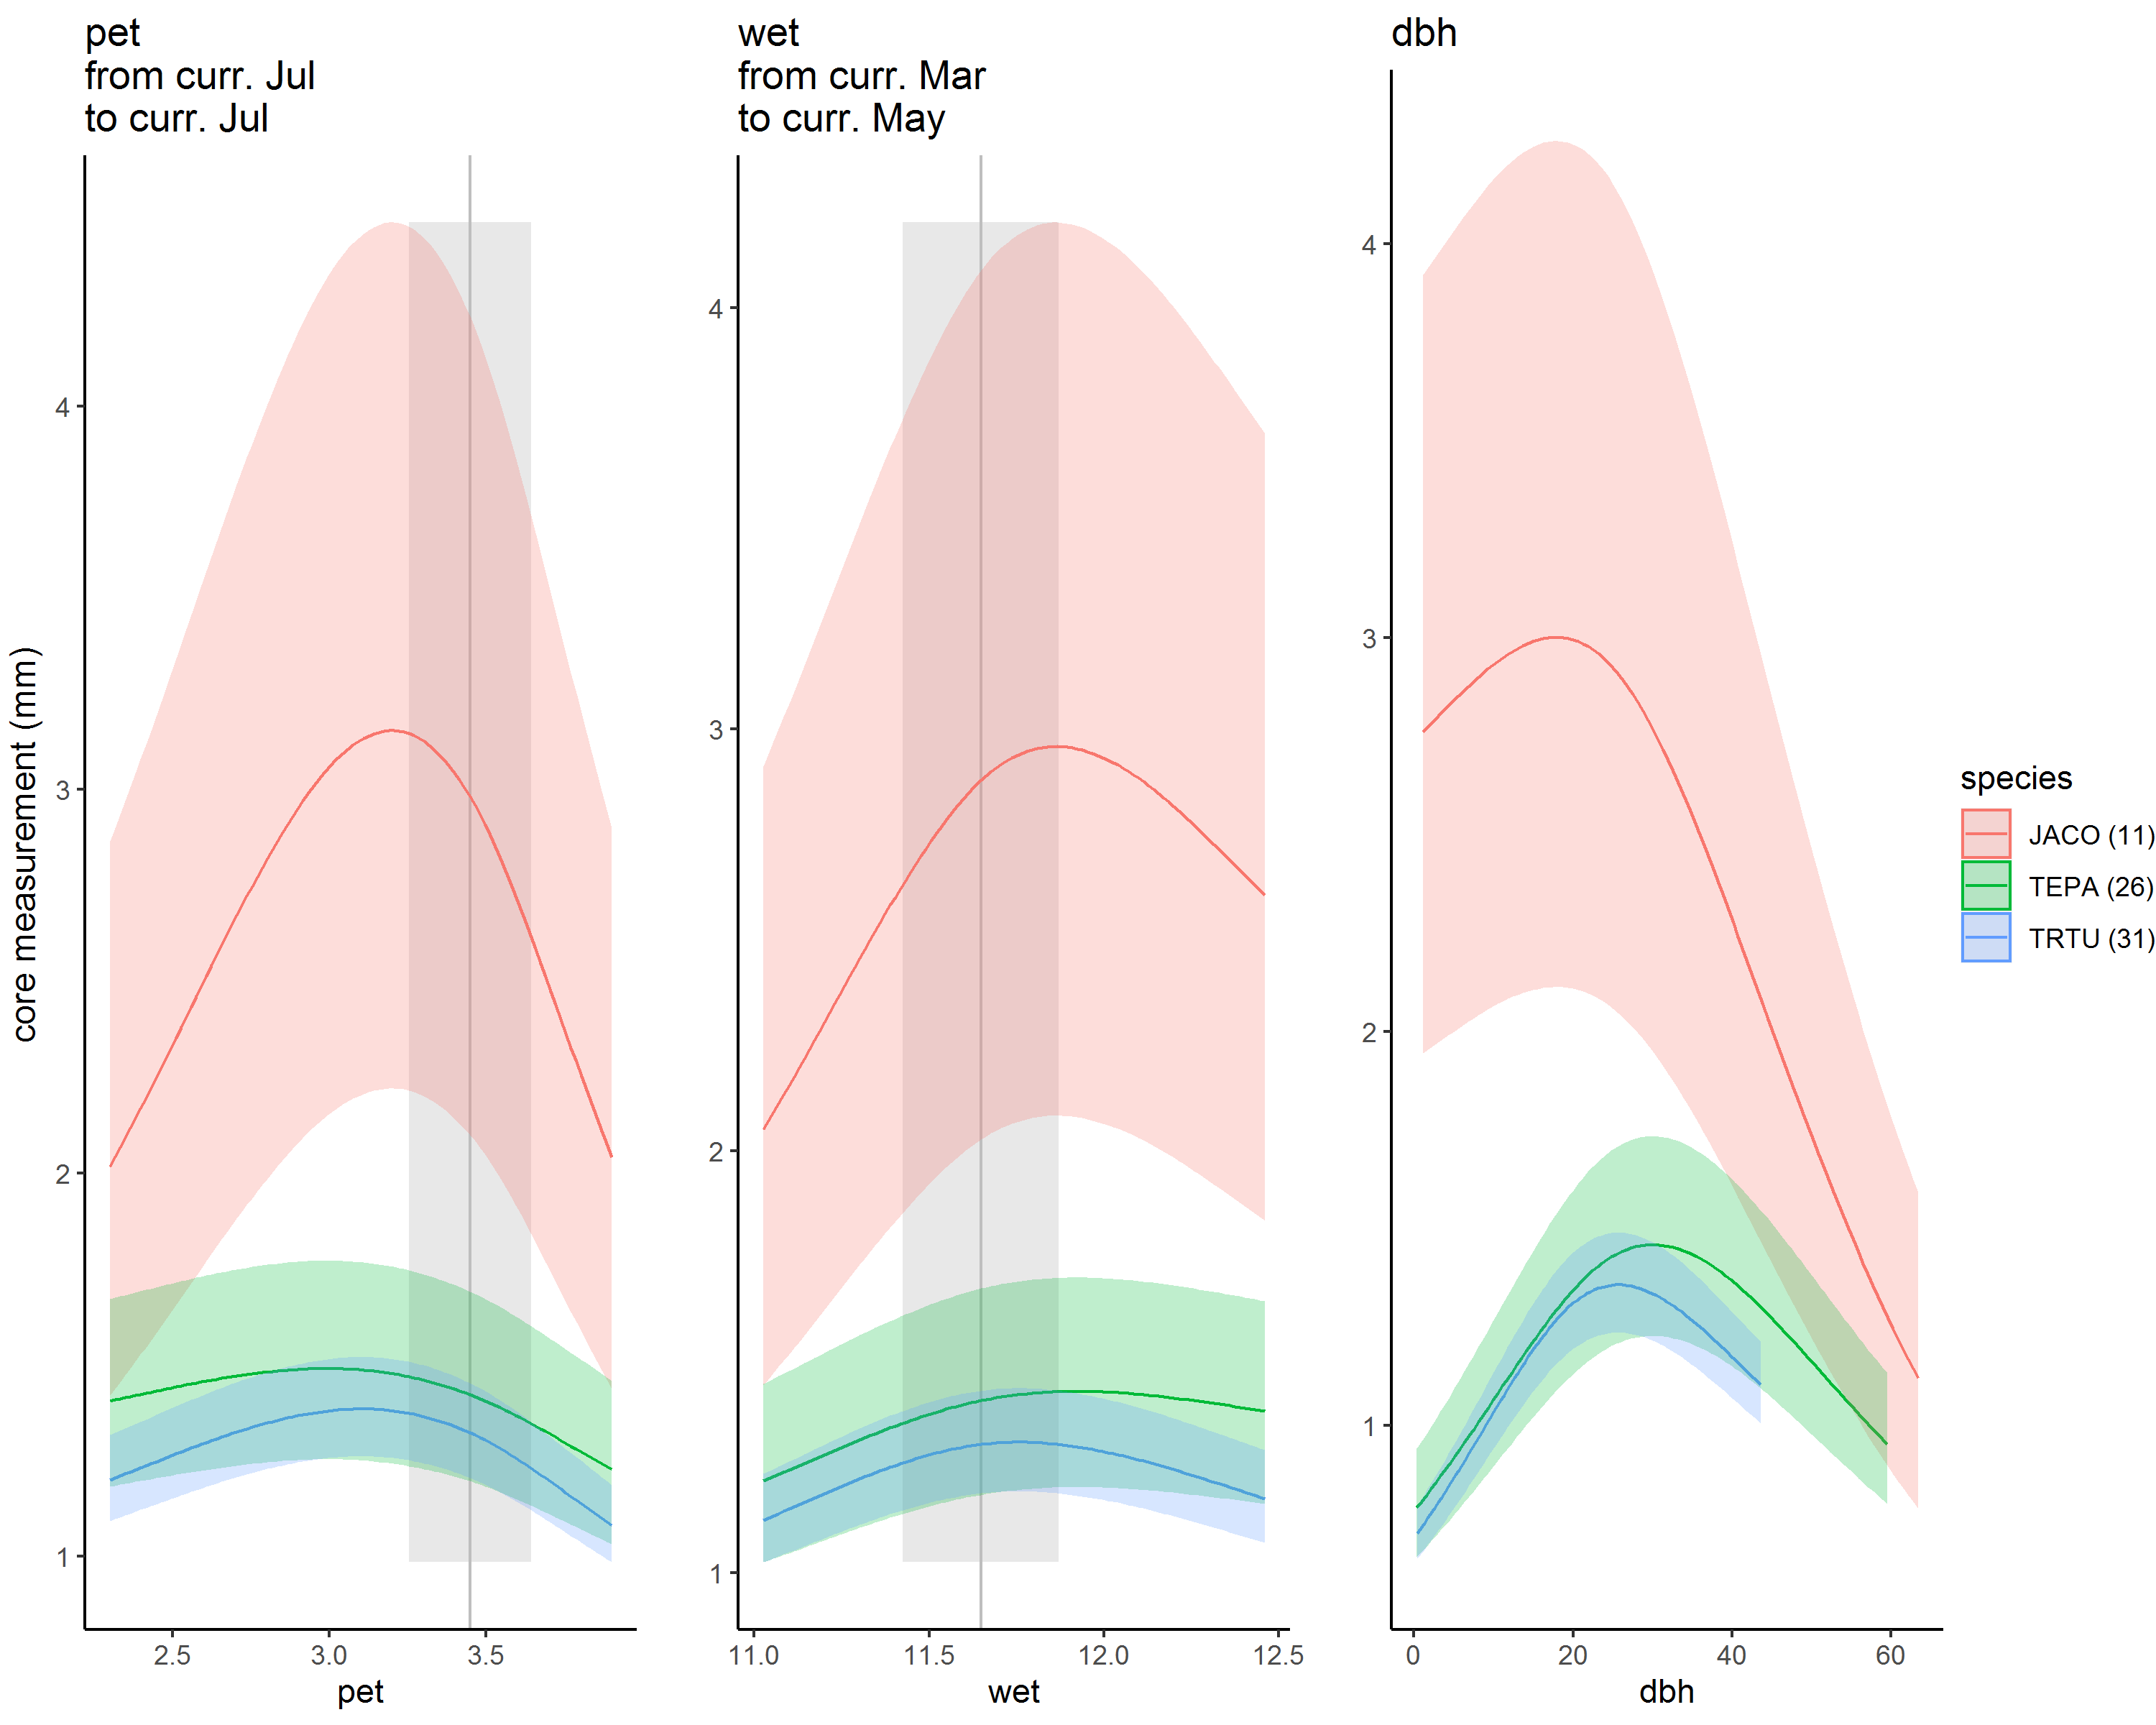 pet
from curr. Jul
to curr. Jul
wet
from curr. Mar
to curr. May
dbh
core measurement (mm)
4
3
2
1
2.5 3.0 3.5
pet
4
3
2
1
11.0 11.5 12.0 12.5
wet
4
3
2
1
0 20 40 60
dbh
species
JACO (11)
TEPA (26)
TRTU (31)